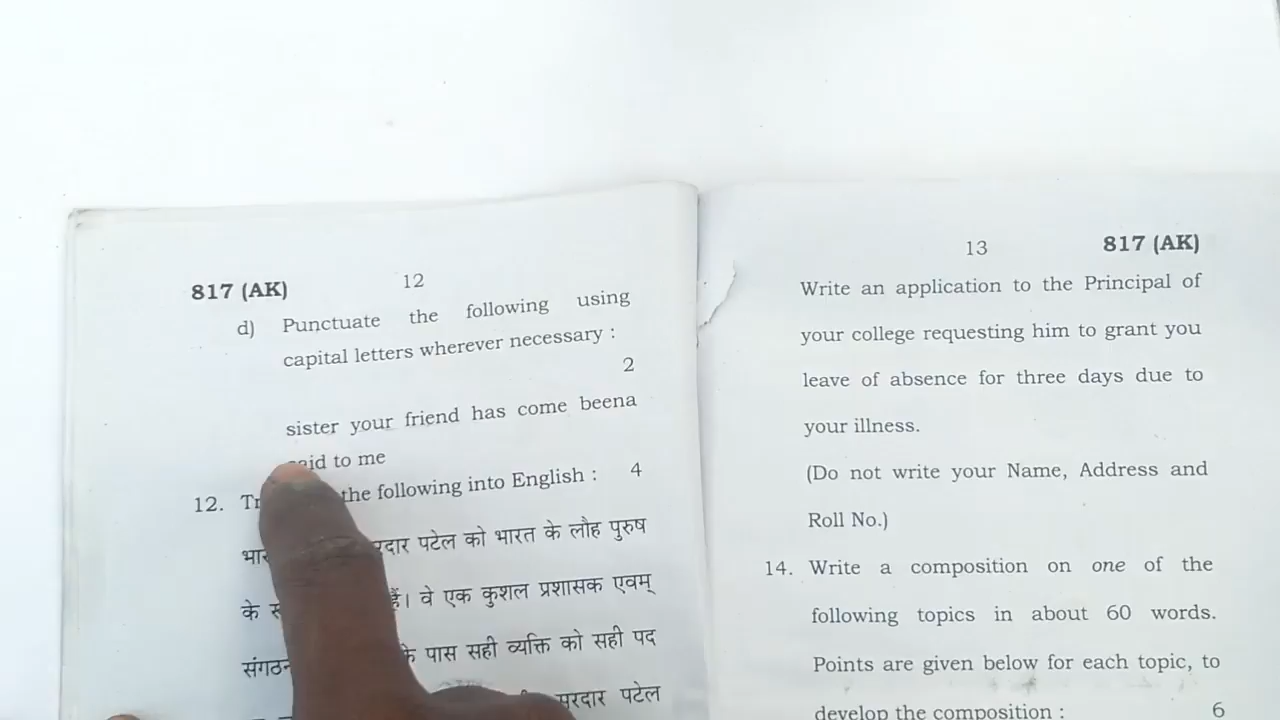 817 (AK)
12
d) Punctuate the following using
capital letters wherever necessary :
2
sister your friend has come beena
said to me
12. the following into English : 4
पटेल को भारत के लौह पुरुष
के हैं। वे एक कुशल प्रशासक एवम्
के पास सही व्यक्ति को सही पद
सरदार पटेल
13
817 (AK)
Write an application to the Principal of
your college requesting him to grant you
leave of absence for three days due to
your illness.
(Do not write your Name, Address and
Roll No.)
14. Write a composition on one of the
following topics in about 60 words.
Points are given below for each topic, to
develop the composition : 6